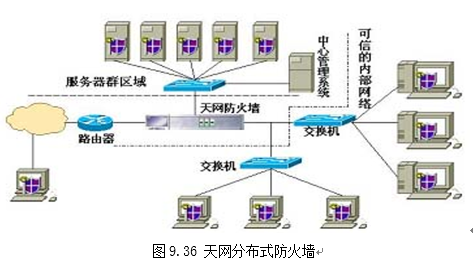 服务器群区域
中心管理系统
可信的内部网络
天网防火墙
路由器
交换机
交换机
图 9.36 天网分布式防火墙